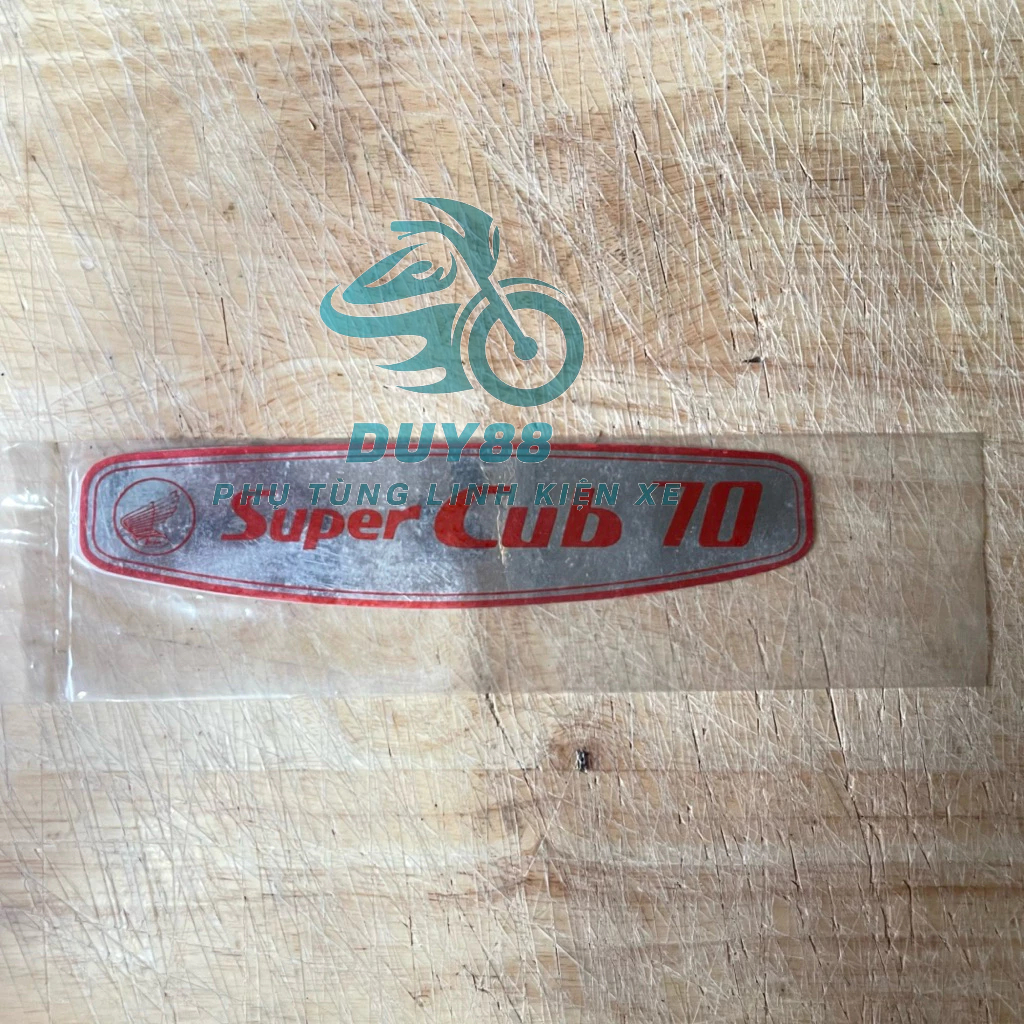 DUY88
PHỤ TÙNG LINH KIỆN XE
Super Cub 70